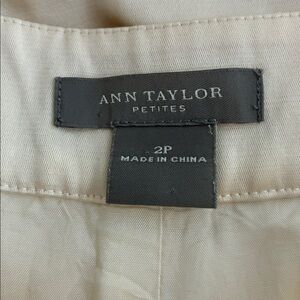 ANN TAYLOR
PETITES
2P
MADE IN CHINA